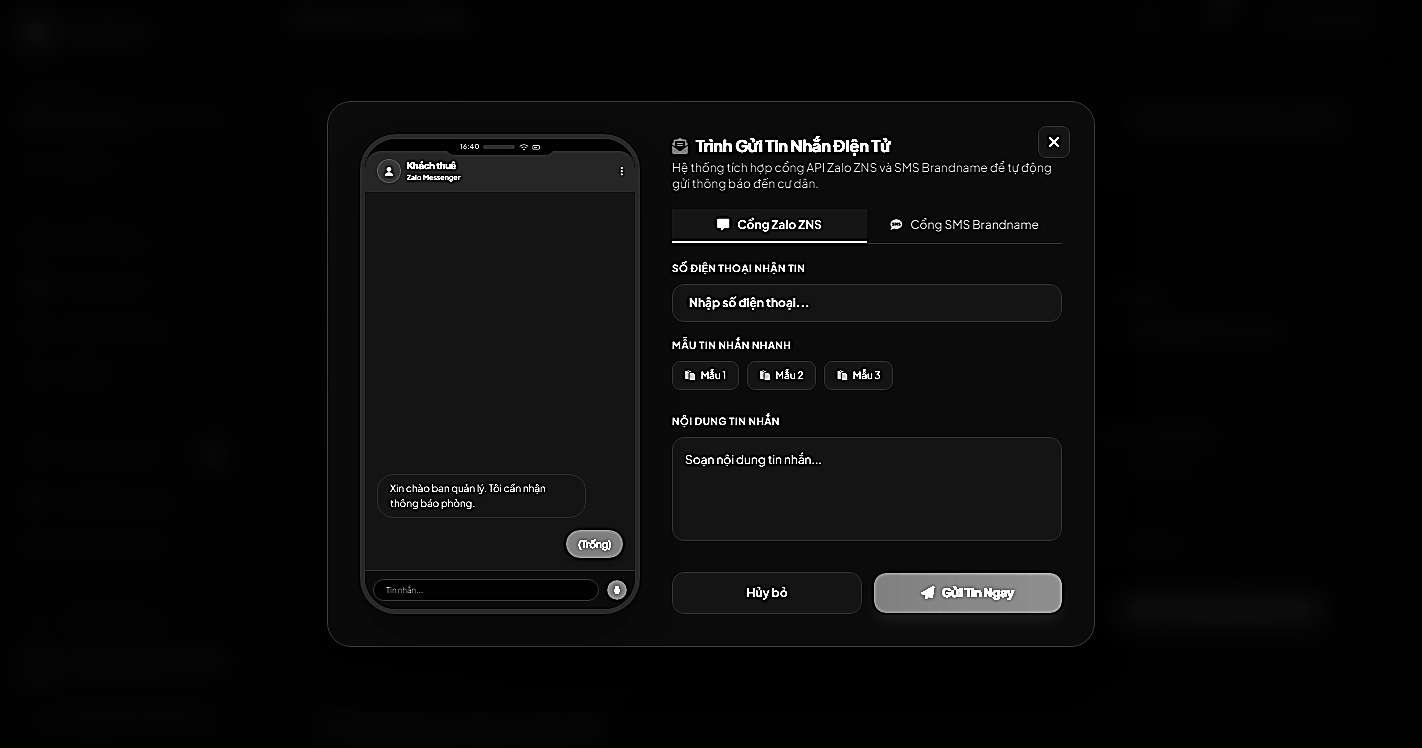 16:40
Khách thuê
Zalo Messenger
Xin chào ban quản lý. Tôi cần nhận
thông báo phòng.
(Trống)
Tin nhắn...
Trình Gửi Tin Nhắn Điện Tử
Hệ thống tích hợp cổng API Zalo ZNS và SMS Brandname để tự động
gửi thông báo đến cư dân.
Cổng Zalo ZNS
Cổng SMS Brandname
SỐ ĐIỆN THOẠI NHẬN TIN
Nhập số điện thoại...
MẪU TIN NHẮN NHANH
Mẫu 1
Mẫu 2
Mẫu 3
NỘI DUNG TIN NHẮN
Soạn nội dung tin nhắn...
Hủy bỏ
Gửi Tin Ngay